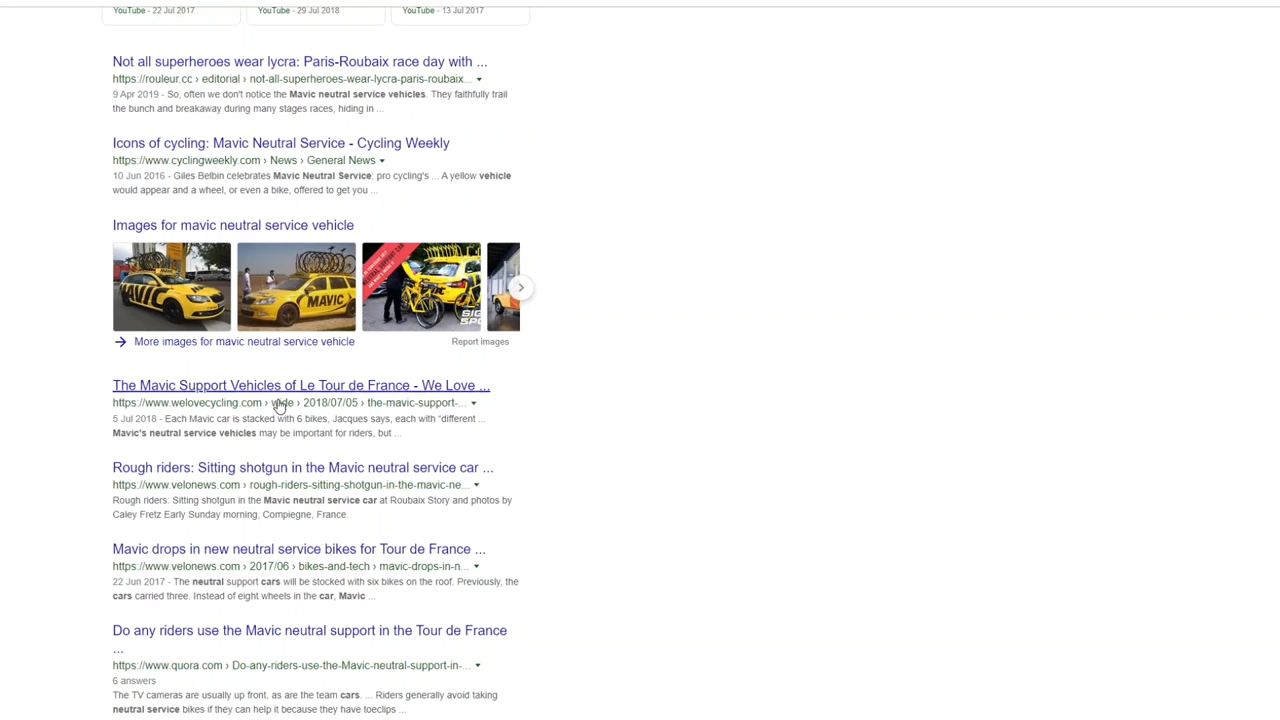 YouTube - 22 Jul 2017
YouTube - 29 Jul 2018
YouTube - 13 Jul 2017
Not all superheroes wear lycra: Paris-Roubaix race day with ...
https://rouleur.cc › editorial › not-all-superheroes-wear-lycra-paris-roubaix...
9 Apr 2019 - So, often we don't notice the Mavic neutral service vehicles. They faithfully trail
the bunch and breakaway during many stages races, hiding in ...
Icons of cycling: Mavic Neutral Service - Cycling Weekly
https://www.cyclingweekly.com › News › General News
10 Jun 2016 - Giles Belbin celebrates Mavic Neutral Service: pro cycling's ... A yellow vehicle
would appear and a wheel, or even a bike, offered to get you ...
Images for mavic neutral service vehicle
MAVIC
MAVIC
More images for mavic neutral service vehicle
Report images
The Mavic Support Vehicles of Le Tour de France - We Love ...
https://www.welovecycling.com › wide › 2018/07/05 › the-mavic-support-...
5 Jul 2018 - Each Mavic car is stacked with 6 bikes, Jacques says, each with “different ...
Mavic's neutral service vehicles may be important for riders, but ...
Rough riders: Sitting shotgun in the Mavic neutral service car ...
https://www.velonews.com › rough-riders-sitting-shotgun-in-the-mavic-ne...
Rough riders: Sitting shotgun in the Mavic neutral service car at Roubaix Story and photos by
Caley Fretz Early Sunday morning, Compiegne, France.
Mavic drops in new neutral service bikes for Tour de France ...
https://www.velonews.com › 2017/06 › bikes-and-tech › mavic-drops-in-n...
22 Jun 2017 - The neutral support cars will be stocked with six bikes on the roof. Previously, the
cars carried three. Instead of eight wheels in the car, Mavic ...
Do any riders use the Mavic neutral support in the Tour de France
...
https://www.quora.com › Do-any-riders-use-the-Mavic-neutral-support-in-...
6 answers
The TV cameras are usually up front, as are the team cars. ... Riders generally avoid taking
neutral service bikes if they can help it because they have toeclips ...